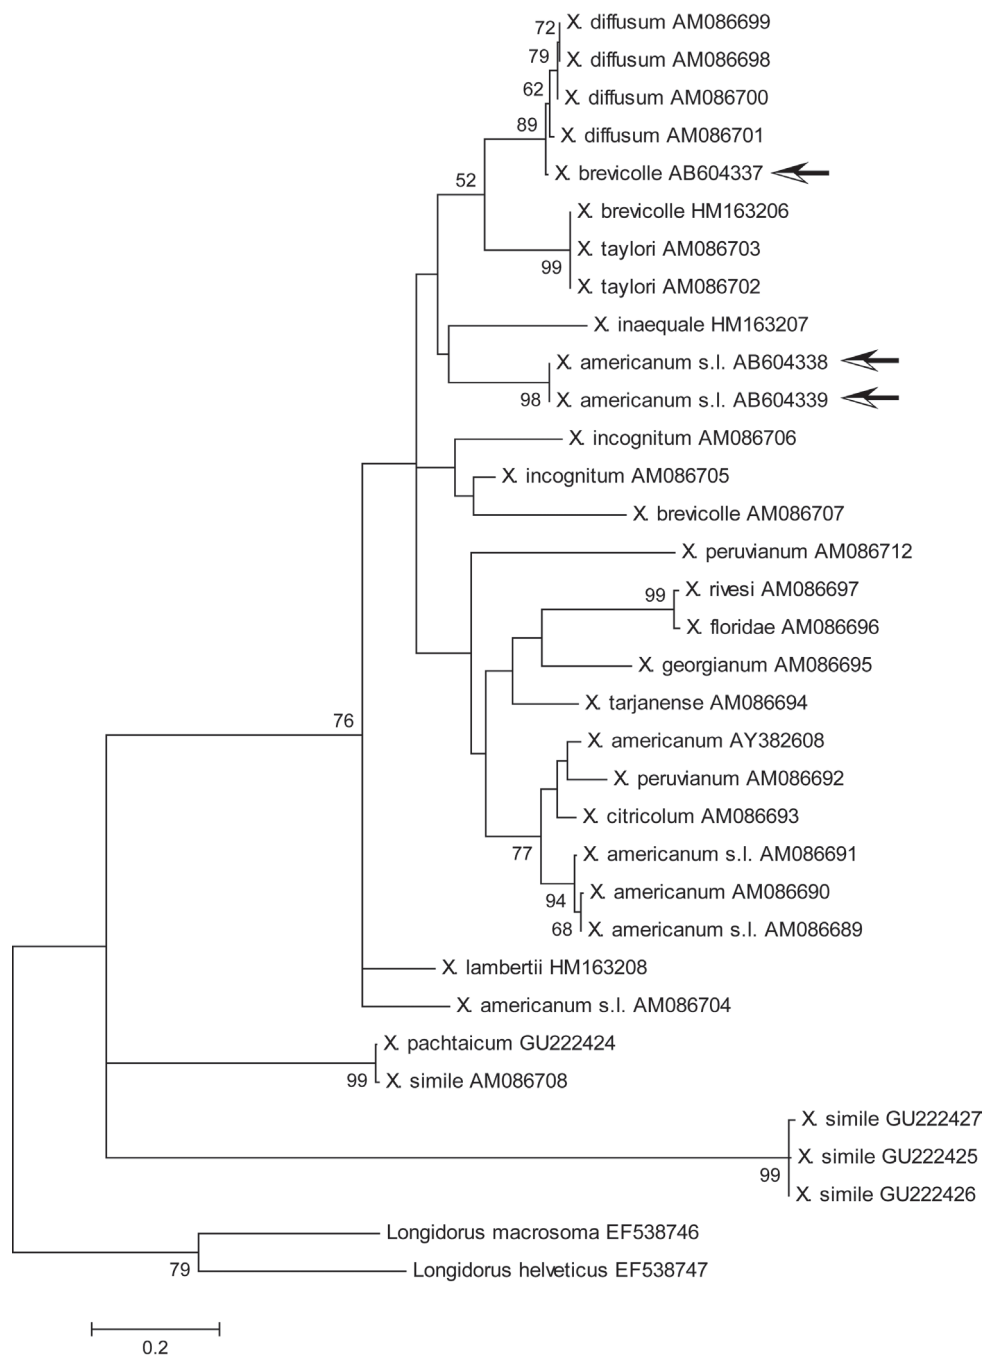 X. diffusum AM086699
72
X. diffusum AM086698
79
X. diffusum AM086700
62
X. diffusum AM086701
89
X. brevicolle AB604337
52
X. brevicolle HM163206
X. taylori AM086703
99
X. taylori AM086702
X. inaequale HM163207
X. americanum s.l. AB604338
X. americanum s.l. AB604339
98
X. incognitum AM086706
X. incognitum AM086705
X. brevicolle AM086707
X. peruvianum AM086712
X. rivesi AM086697
99
X. floridae AM086696
X. georgianum AM086695
X. tarjanense AM086694
76
X. americanum AY382608
X. peruvianum AM086692
X. citricolum AM086693
77
X. americanum s.l. AM086691
X. americanum AM086690
94
X. americanum s.l. AM086689
68
X. lambertii HM163208
X. americanum s.l. AM086704
X. pachtaicum GU222424
X. simile AM086708
99
X. simile GU222427
X. simile GU222425
99
X. simile GU222426
Longidorus macrosoma EF538746
79
Longidorus helveticus EF538747
0.2